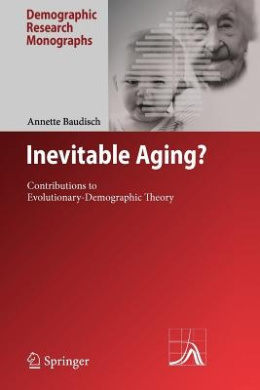 Demographic
Research
Monographs
Annette Baudisch
Inevitable Aging?
Contributions to
Evolutionary-Demographic Theory
Springer